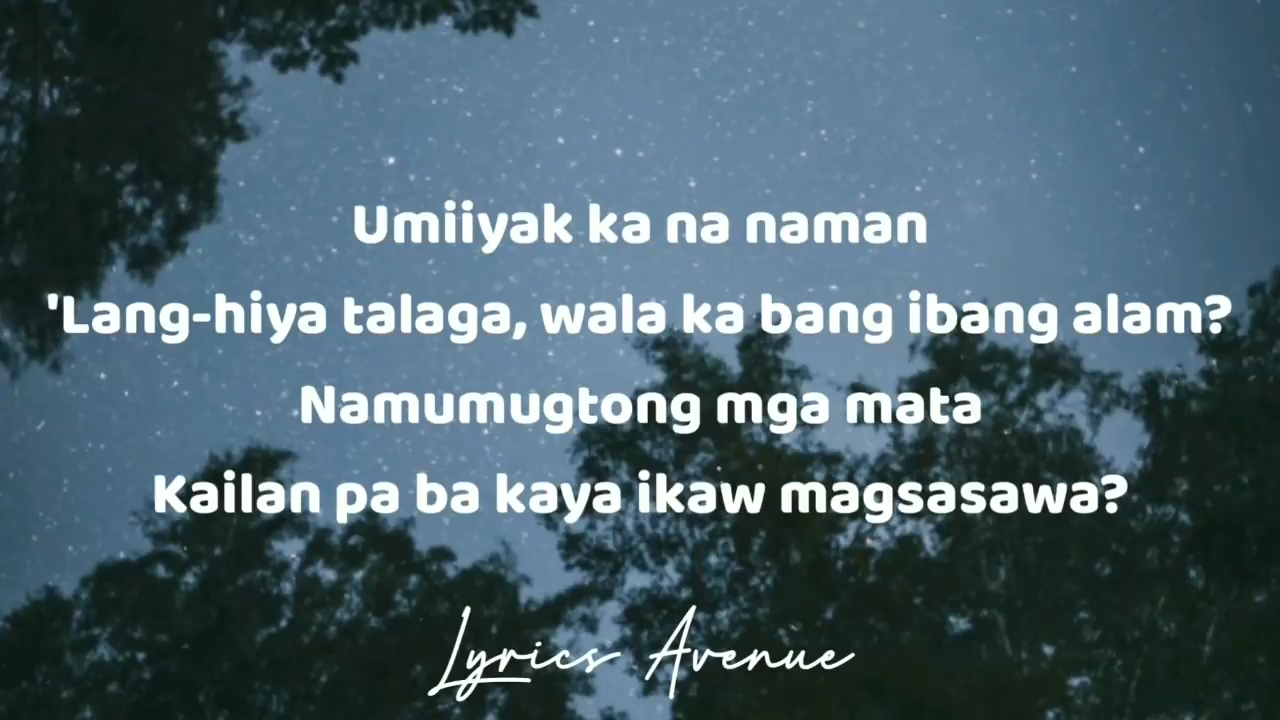 Umiiyak ka na naman
'Lang-hiya talaga, wala ka bang ibang alam?
Namumugtong mga mata
Kailan pa ba kaya ikaw magsasawa?
Lyrics Avenue